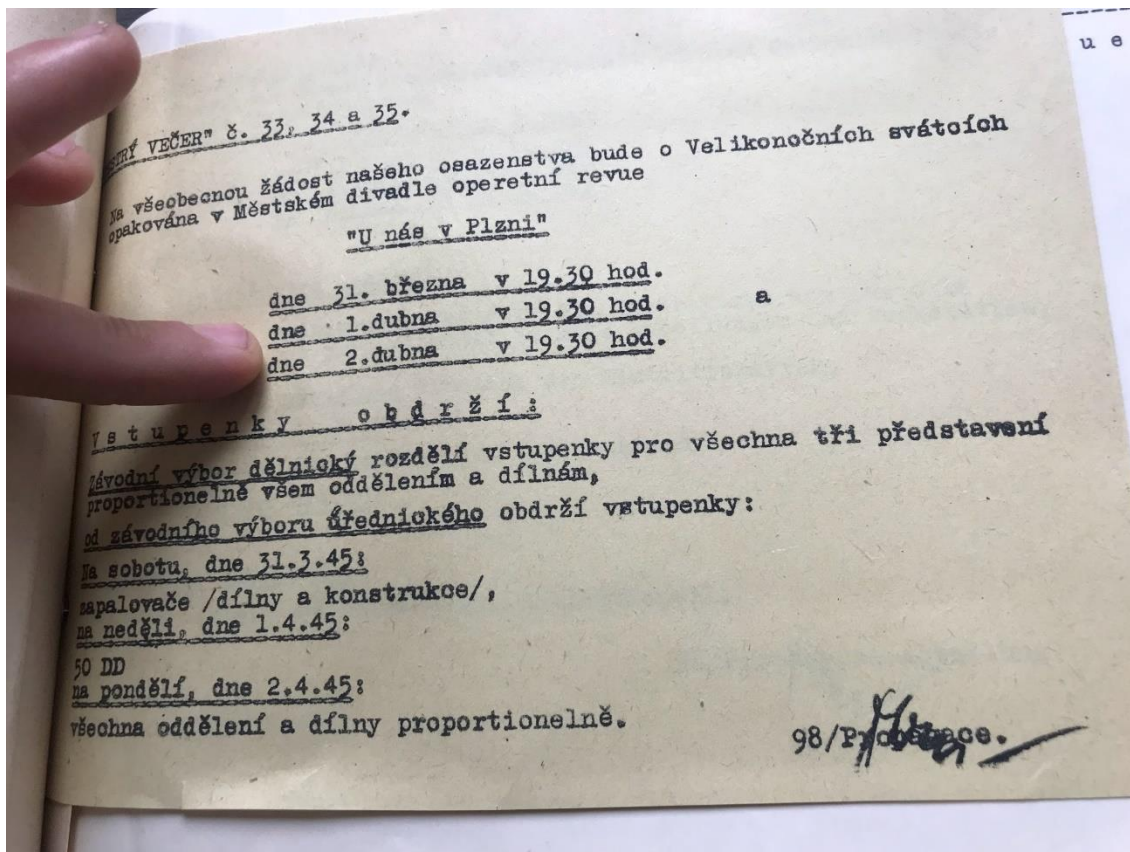 VEČER" č. 33, 34 a 35.
Na všeobecnou žádost našeho osazenstva bude o Velikonočních svátcích
opakována v Městském divadle operetní revue
"U nás v Plzni"
dne 31. března v 19.30 hod.
dne 1.dubna v 19.30 hod. a
dne 2.dubna v 19.30 hod.
Vstupenky obdrží:
Závodní výbor dělnický rozdělí vstupenky pro všechna tři představení
proportionelně všem oddělením a dílnám,
od závodního výboru úřednického obdrží vstupenky:
Na sobotu, dne 31.3.45:
zapalovače /dílny a konstrukce/,
na neděli, dne 1.4.45:
50 DD
na pondělí, dne 2.4.45:
všechna oddělení a dílny proportionelně.
98/
u e